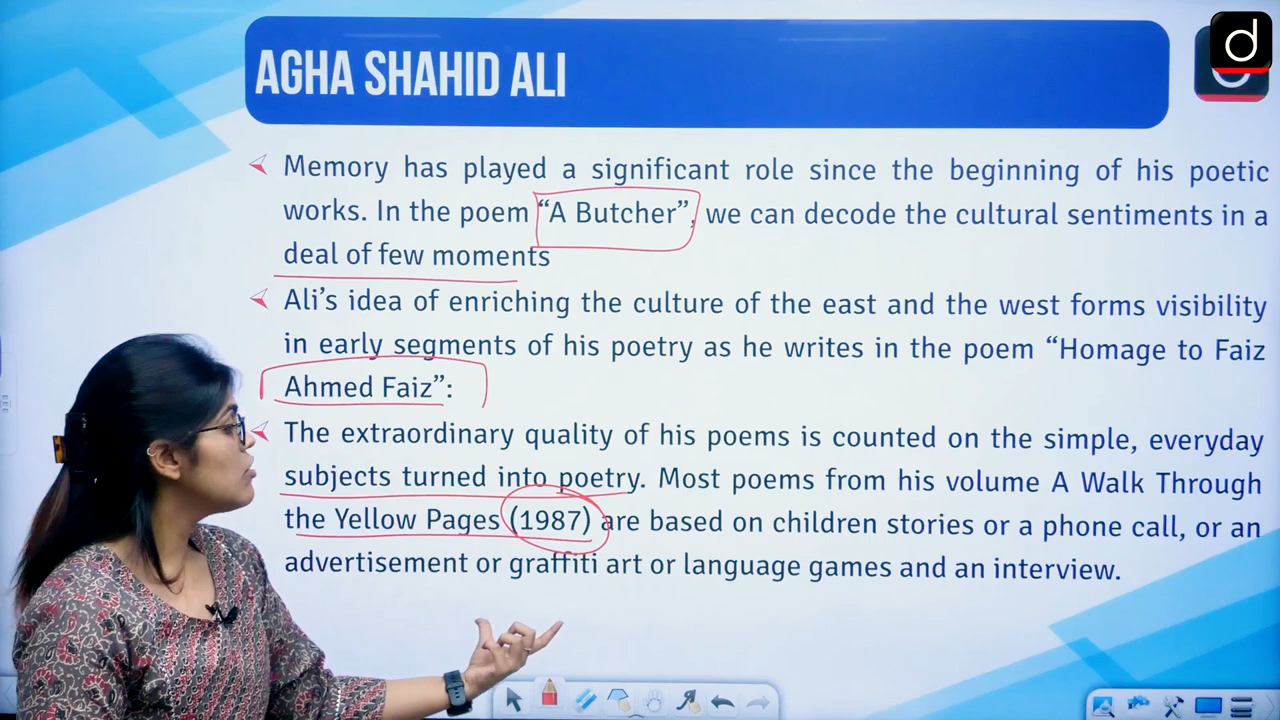 AGHA SHAHID ALI
d
Memory has played a significant role since the beginning of his poetic
works. In the poem “A Butcher”, we can decode the cultural sentiments in a
deal of few moments
Ali’s idea of enriching the culture of the east and the west forms visibility
in early segments of his poetry as he writes in the poem “Homage to Faiz
Ahmed Faiz”:
The extraordinary quality of his poems is counted on the simple, everyday
subjects turned into poetry. Most poems from his volume A Walk Through
the Yellow Pages (1987) are based on children stories or a phone call, or an
advertisement or graffiti art or language games and an interview.